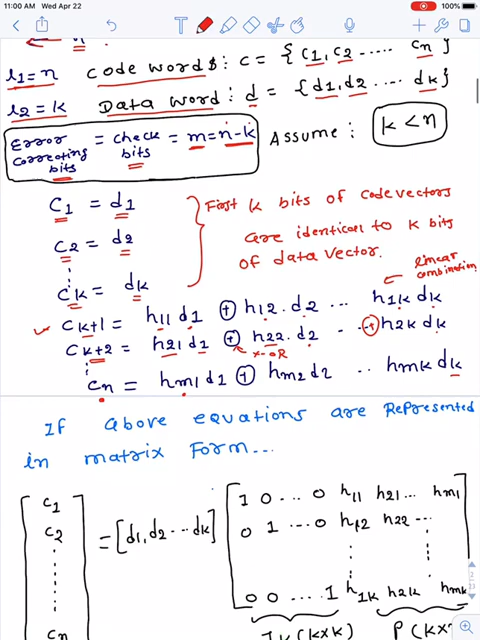 11:00 AM Wed Apr 22
100%
l1 = n code words : c = {c1, c2 ..... cn}
l2 = k Data word : d = {d1, d2 .... dk}
Error correcting bits = check bits = m = n-k Assume : k < n
c1 = d1
c2 = d2
ck = dk
First k bits of code vectors
are identical to k bits
of data vector.
linear combination
ck+1 = h11 d1 ⊕ h12. d2 ... h1k dk
ck+2 = h21 d1 ⊕ h22. d2 .. ⊕ h2k dk
X-OR
cn = hm1 d1 ⊕ hm2 d2 .. hmk dk
If above equations are Represented
in matrix form...
c1
c2
cn
= [d1, d2 ... dk]
1 0 .... 0 h11 h21... hm1
0 1 ....0 h12 h22 ...
0 0 .... 1 h1k h2k hmk
Ik (k×k) P(k×